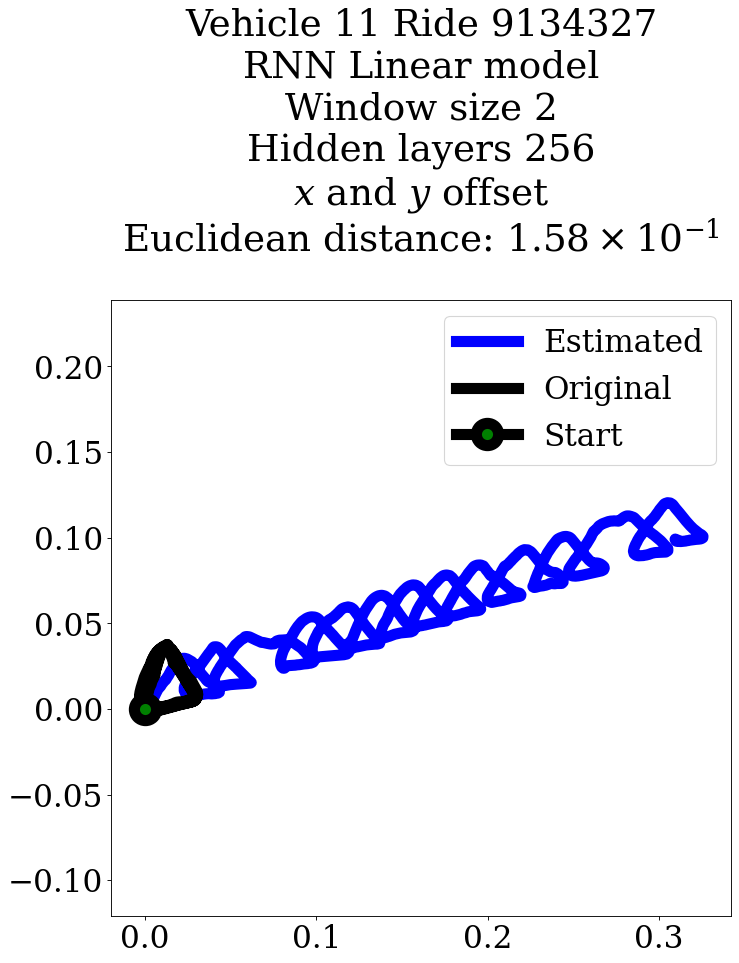 Vehicle 11 Ride 9134327
RNN Linear model
Window size 2
Hidden layers 256
x and y offset
Euclidean distance: 1.58 × 10⁻¹
Estimated
Original
Start
0.20
0.15
0.10
0.05
0.00
−0.05
−0.10
0.0 0.1 0.2 0.3